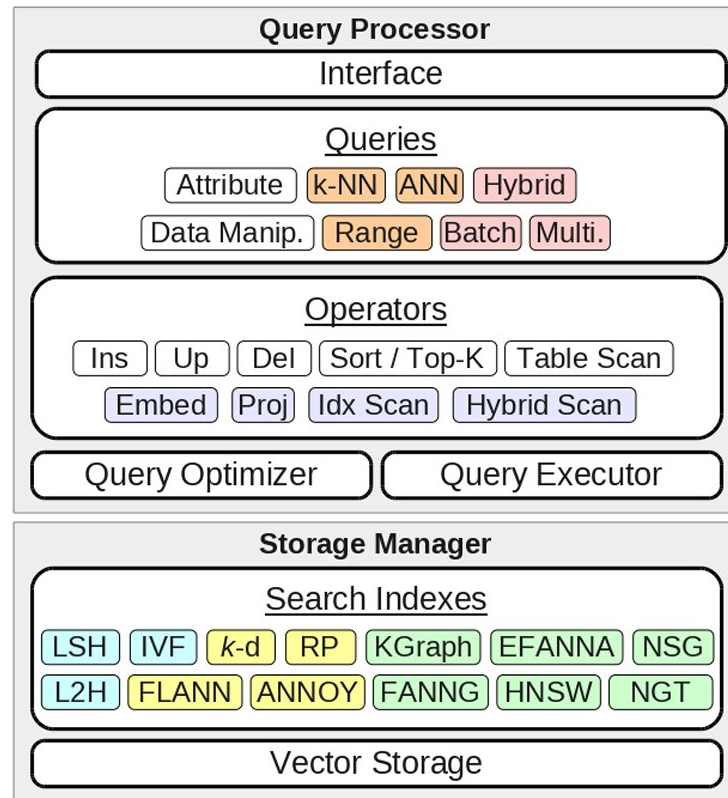 Query Processor
Interface
Queries
Attribute k-NN ANN Hybrid
Data Manip. Range Batch Multi.
Operators
Ins Up Del Sort / Top-K Table Scan
Embed Proj Idx Scan Hybrid Scan
Query Optimizer Query Executor
Storage Manager
Search Indexes
LSH IVF k-d RP KGraph EFANNA NSG
L2H FLANN ANNOY FANNG HNSW NGT
Vector Storage